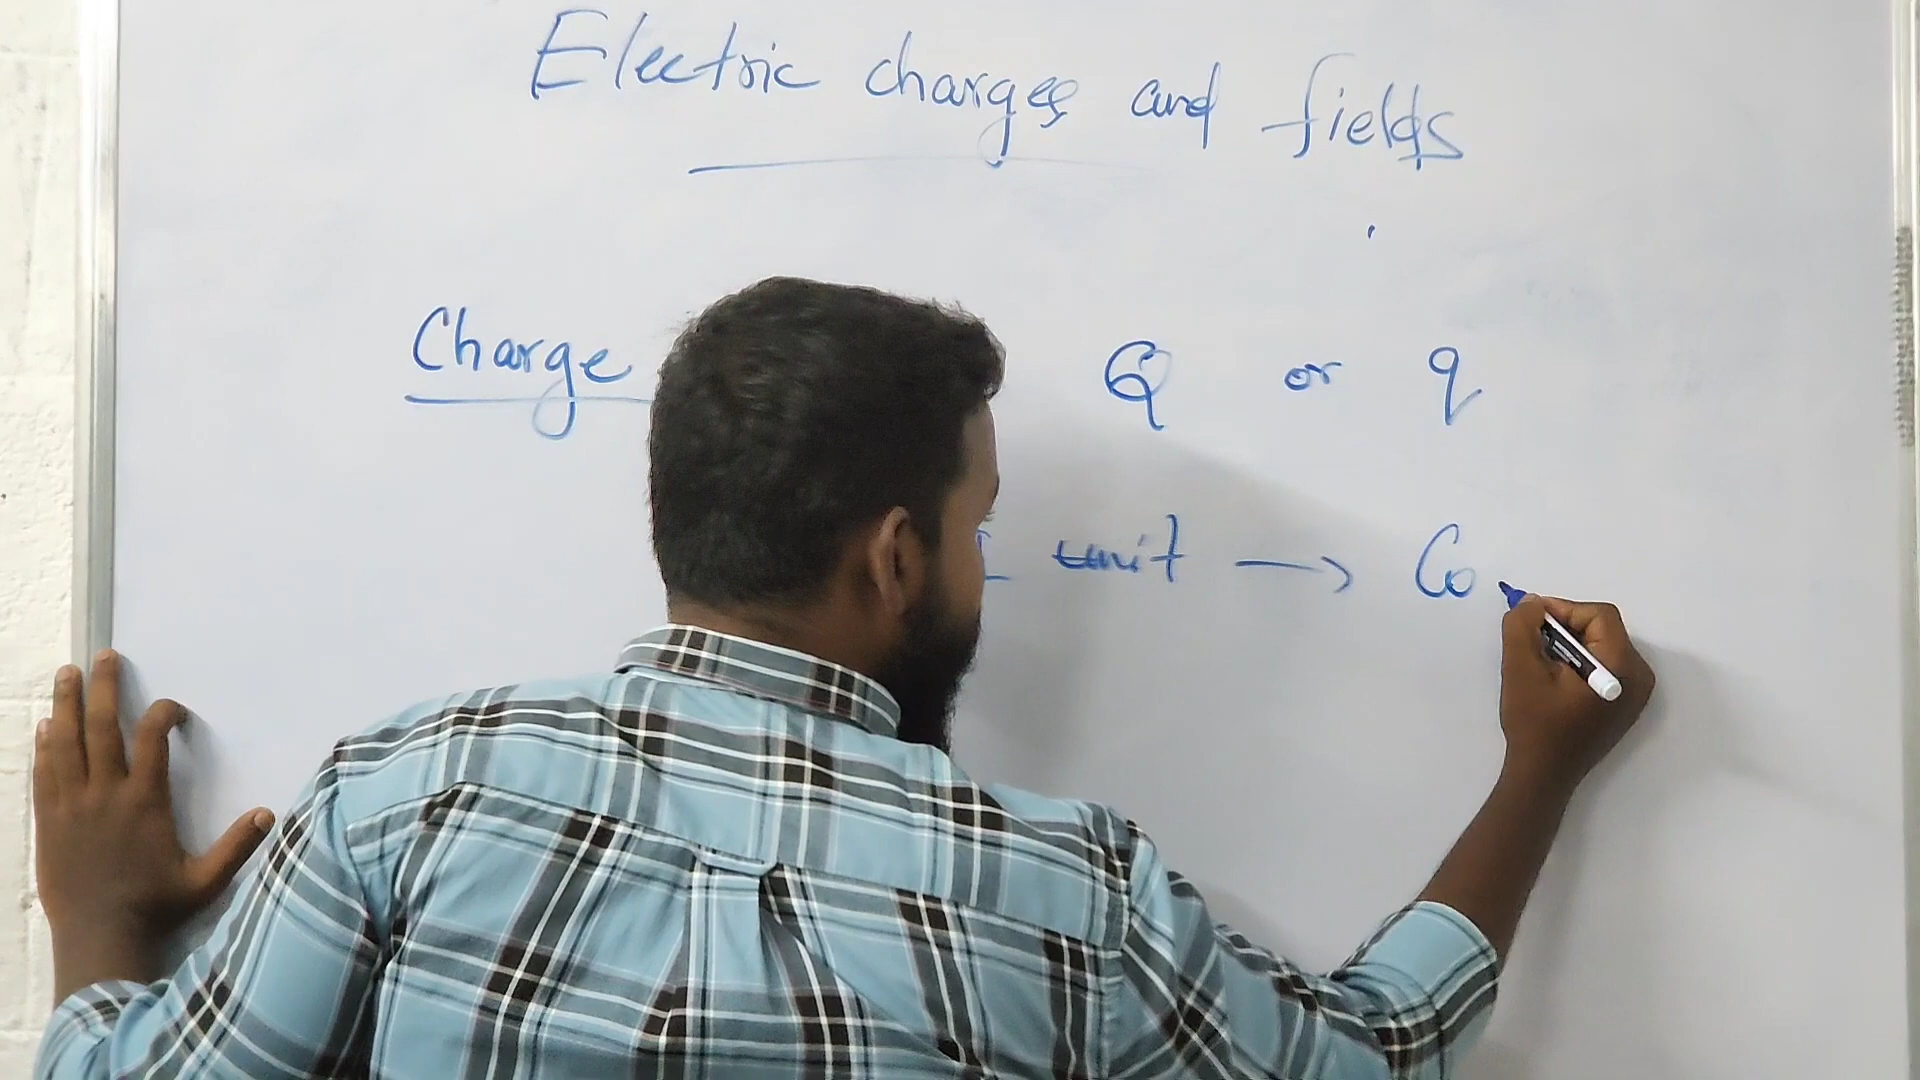 Electric charges and fields
Charge Q or q
unit → Co